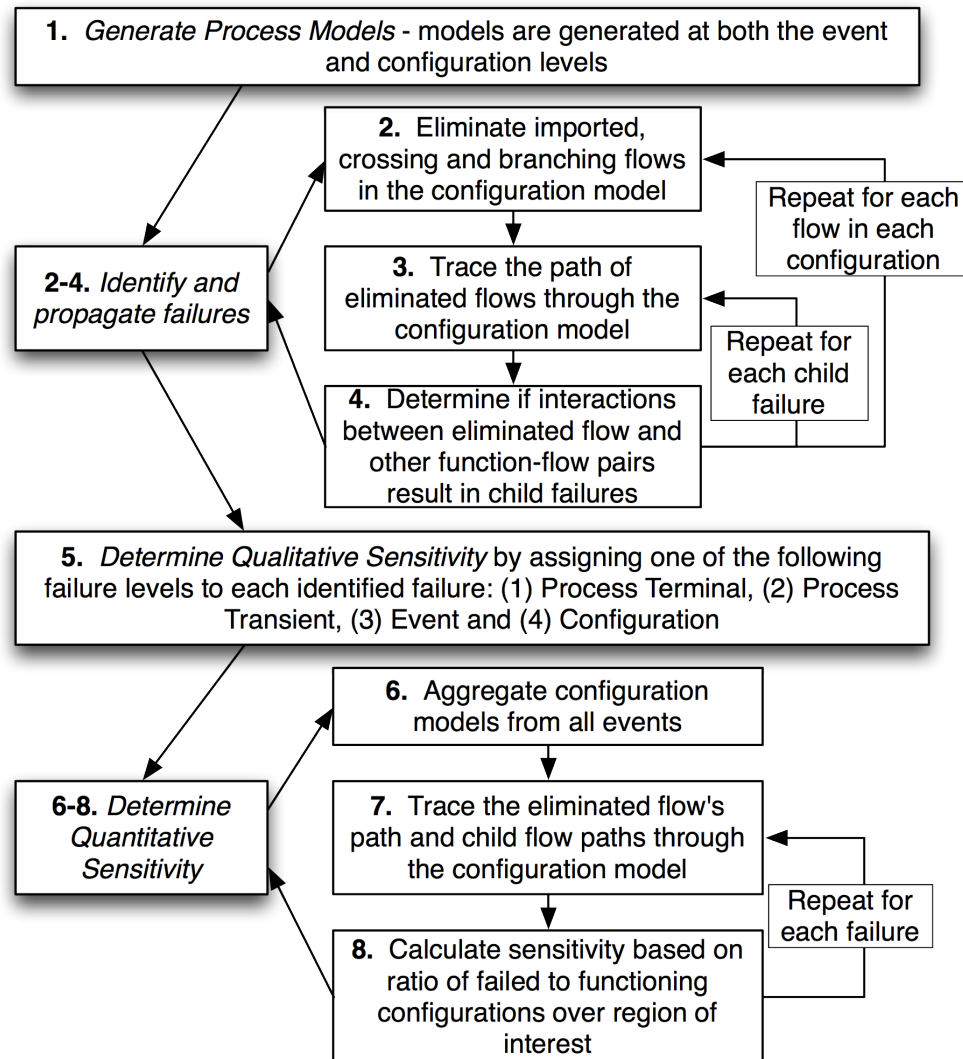 1. Generate Process Models - models are generated at both the event
and configuration levels
2. Eliminate imported,
crossing and branching flows
in the configuration model
Repeat for each
flow in each
configuration
2-4. Identify and
propagate failures
3. Trace the path of
eliminated flows through the
configuration model
Repeat for
each child
failure
4. Determine if interactions
between eliminated flow and
other function-flow pairs
result in child failures
5. Determine Qualitative Sensitivity by assigning one of the following
failure levels to each identified failure: (1) Process Terminal, (2) Process
Transient, (3) Event and (4) Configuration
6. Aggregate configuration
models from all events
6-8. Determine
Quantitative
Sensitivity
7. Trace the eliminated flow's
path and child flow paths through
the configuration model
Repeat for
each failure
8. Calculate sensitivity based on
ratio of failed to functioning
configurations over region of
interest